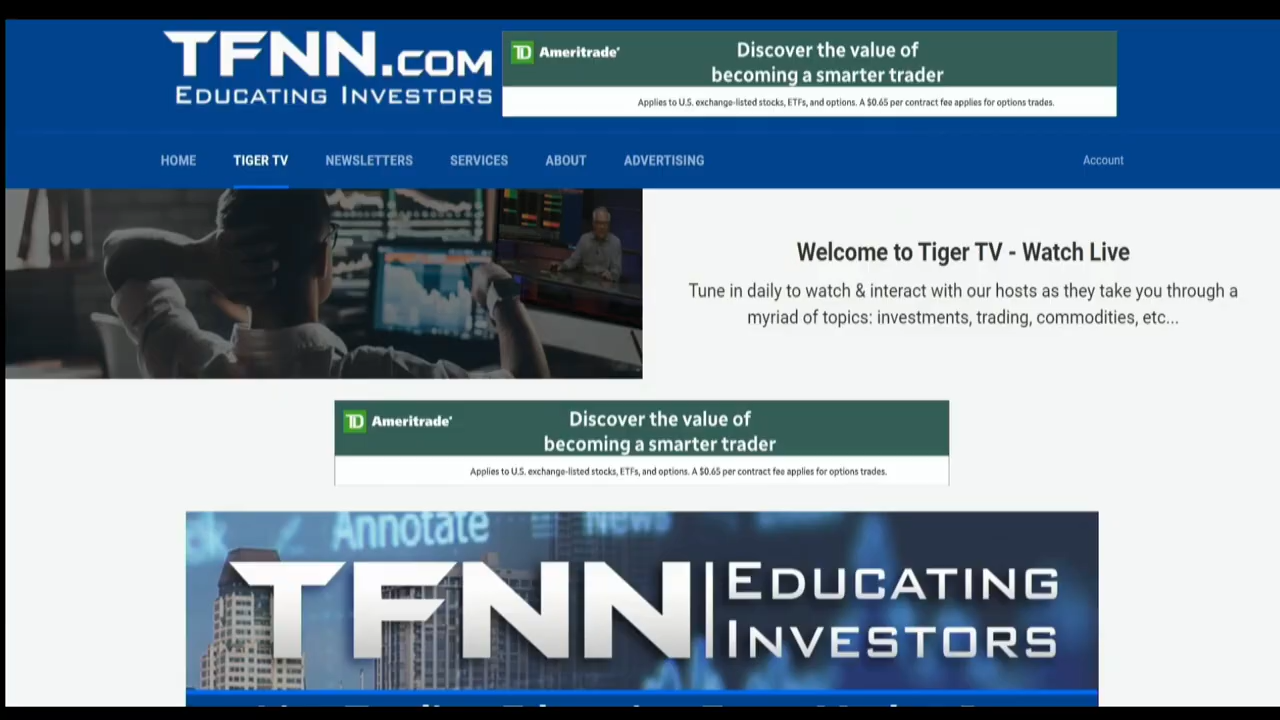 TFNN.COM
EDUCATING INVESTORS
TD Ameritrade
Discover the value of
becoming a smarter trader
Applies to U.S. exchange-listed stocks, ETFs, and options. A $0.65 per contract fee applies for options trades.
HOME TIGER TV NEWSLETTERS SERVICES ABOUT ADVERTISING Account
Welcome to Tiger TV - Watch Live
Tune in daily to watch & interact with our hosts as they take you through a
myriad of topics: investments, trading, commodities, etc...
TD Ameritrade
Discover the value of
becoming a smarter trader
Applies to U.S. exchange-listed stocks, ETFs, and options. A $0.65 per contract fee applies for options trades.
Annotate News
TFNN EDUCATING
INVESTORS